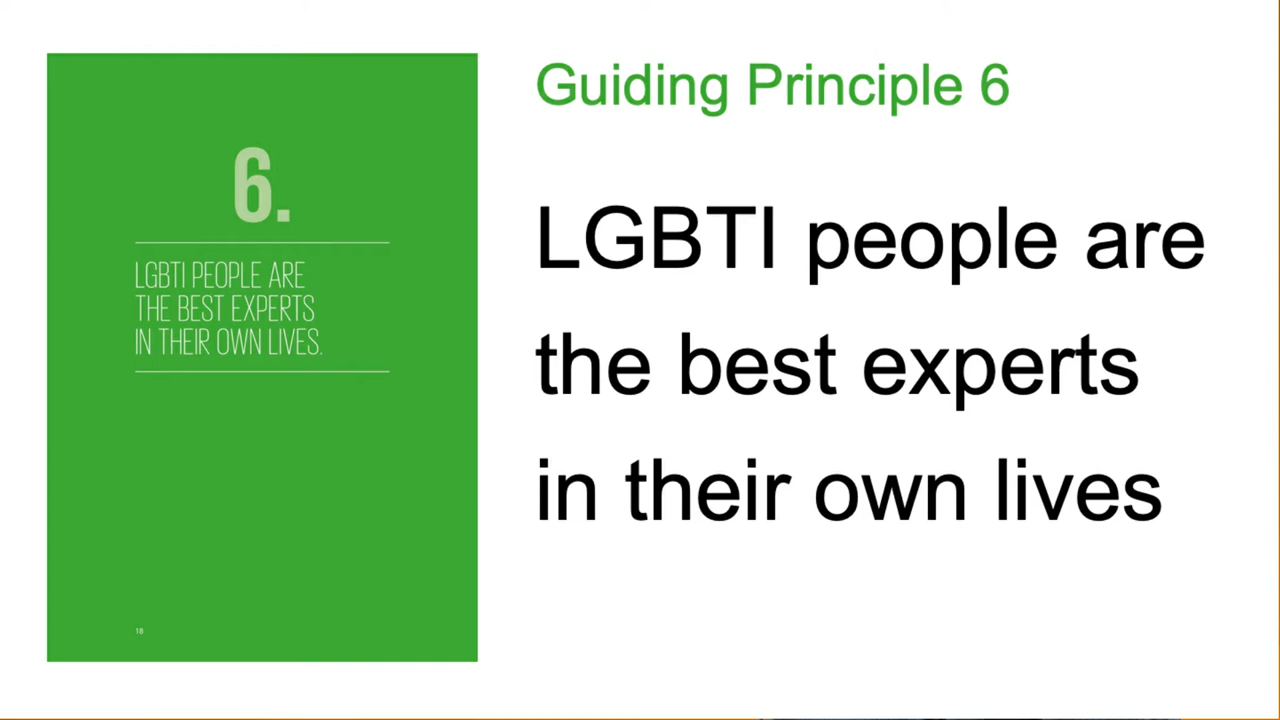 6.
LGBTI PEOPLE ARE
THE BEST EXPERTS
IN THEIR OWN LIVES.
18
Guiding Principle 6
LGBTI people are
the best experts
in their own lives